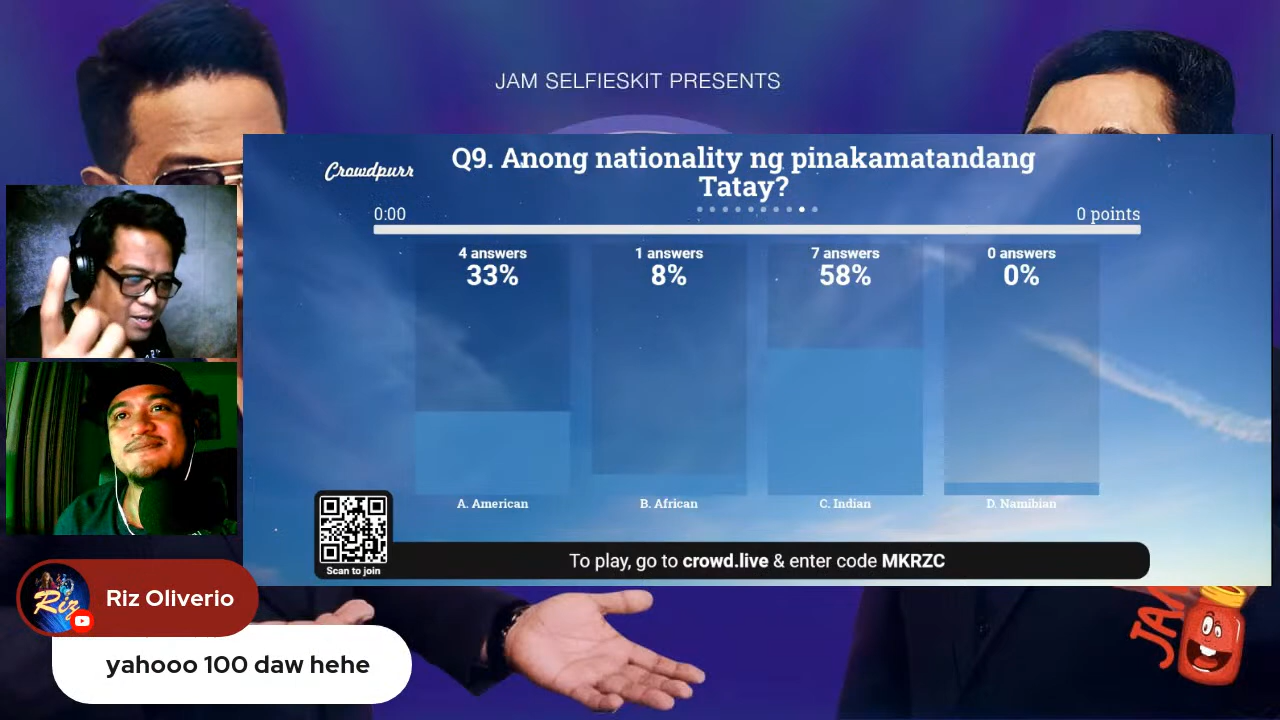 JAM SELFIESKIT PRESENTS
Crowdpurr
Q9. Anong nationality ng pinakamatandang
Tatay?
0:00
0 points
4 answers
33%
1 answers
8%
7 answers
58%
0 answers
0%
A. American
B. African
C. Indian
D. Namibian
Scan to join
To play, go to crowd.live & enter code MKRZC
Riz
Riz Oliverio
yahooo 100 daw hehe
JAM